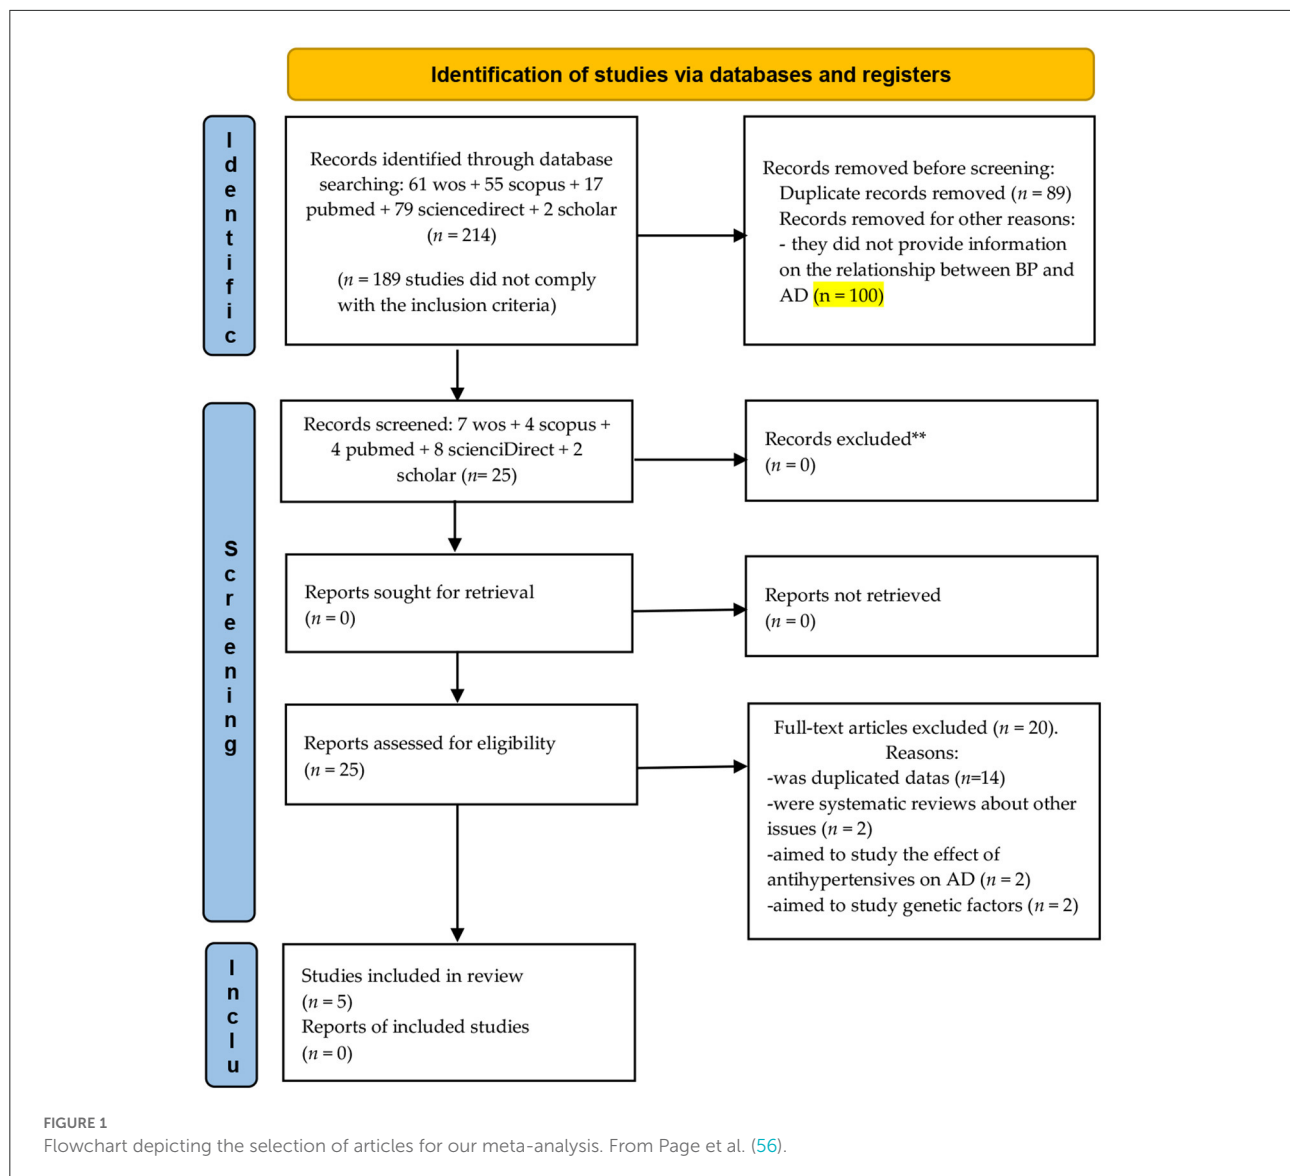 Identification of studies via databases and registers
Identific
Records identified through database
searching: 61 wos + 55 scopus + 17
pubmed + 79 sciencedirect + 2 scholar
(n = 214)
(n = 189 studies did not comply
with the inclusion criteria)
Records removed before screening:
Duplicate records removed (n = 89)
Records removed for other reasons:
- they did not provide information
on the relationship between BP and
AD (n = 100)
Screening
Records screened: 7 wos + 4 scopus +
4 pubmed + 8 scienciDirect + 2
scholar (n= 25)
Records excluded**
(n = 0)
Reports sought for retrieval
(n = 0)
Reports not retrieved
(n = 0)
Reports assessed for eligibility
(n = 25)
Full-text articles excluded (n = 20).
Reasons:
-was duplicated datas (n=14)
-were systematic reviews about other
issues (n = 2)
-aimed to study the effect of
antihypertensives on AD (n = 2)
-aimed to study genetic factors (n = 2)
Inclu
Studies included in review
(n = 5)
Reports of included studies
(n = 0)
FIGURE 1
Flowchart depicting the selection of articles for our meta-analysis. From Page et al. (56).